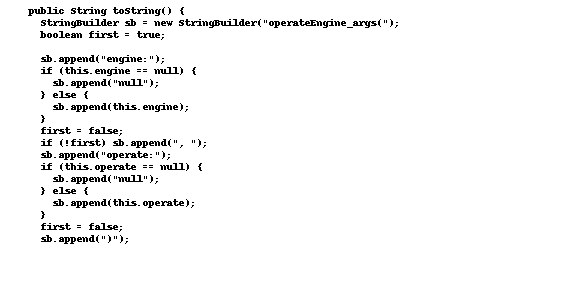 public String toString() {
StringBuilder sb = new StringBuilder("operateEngine_args(");
boolean first = true;
sb.append("engine:");
if (this.engine == null) {
sb.append("null");
} else {
sb.append(this.engine);
}
first = false;
if (!first) sb.append(", ");
sb.append("operate:");
if (this.operate == null) {
sb.append("null");
} else {
sb.append(this.operate);
}
first = false;
sb.append(")");